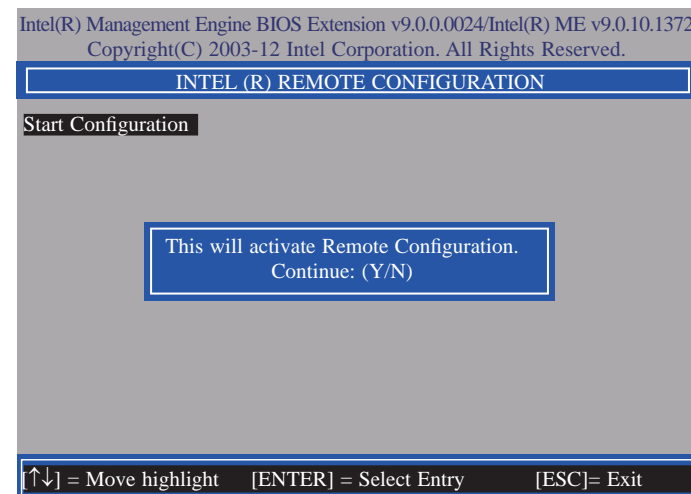 Intel(R) Management Engine BIOS Extension v9.0.0.0024/Intel(R) ME v9.0.10.1372
Copyright(C) 2003-12 Intel Corporation. All Rights Reserved.
INTEL (R) REMOTE CONFIGURATION
Start Configuration
This will activate Remote Configuration.
Continue: (Y/N)
[↑↓] = Move highlight [ENTER] = Select Entry [ESC]= Exit